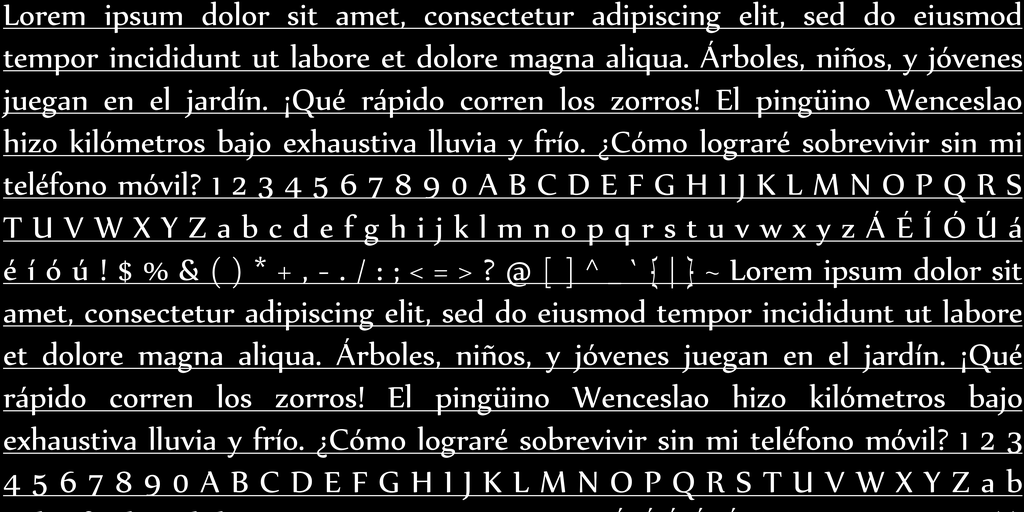 Lorem ipsum dolor sit amet, consectetur adipiscing elit, sed do eiusmod
tempor incididunt ut labore et dolore magna aliqua. Árboles, niños, y jóvenes
juegan en el jardín. ¡Qué rápido corren los zorros! El pingüino Wenceslao
hizo kilómetros bajo exhaustiva lluvia y frío. ¿Cómo lograré sobrevivir sin mi
teléfono móvil? 1 2 3 4 5 6 7 8 9 0 A B C D E F G H I J K L M N O P Q R S
T U V W X Y Z a b c d e f g h i j k l m n o p q r s t u v w x y z Á É Í Ó Ú á
é í ó ú ! $ % & ( ) * + , - . / : ; < = > ? @ [ ] ^ _ ` { | } ~ Lorem ipsum dolor sit
amet, consectetur adipiscing elit, sed do eiusmod tempor incididunt ut labore
et dolore magna aliqua. Árboles, niños, y jóvenes juegan en el jardín. ¡Qué
rápido corren los zorros! El pingüino Wenceslao hizo kilómetros bajo
exhaustiva lluvia y frío. ¿Cómo lograré sobrevivir sin mi teléfono móvil? 1 2 3
4 5 6 7 8 9 0 A B C D E F G H I J K L M N O P Q R S T U V W X Y Z a b